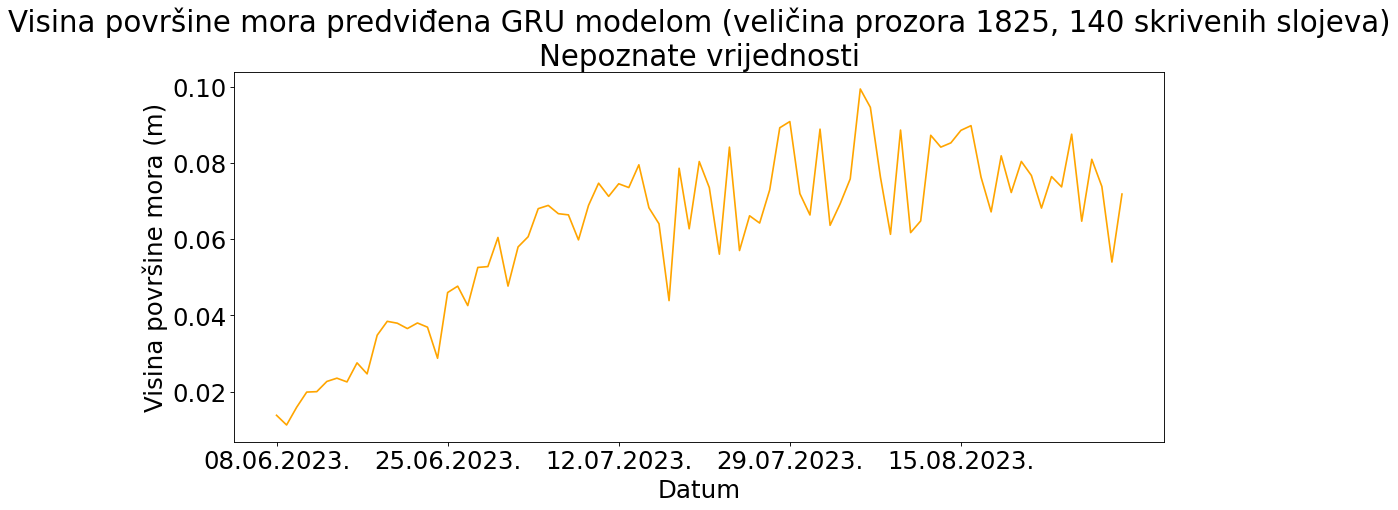 Visina površine mora predviđena GRU modelom (veličina prozora 1825, 140 skrivenih slojeva)
Nepoznate vrijednosti
Visina površine mora (m)
0.10
0.08
0.06
0.04
0.02
08.06.2023. 25.06.2023. 12.07.2023. 29.07.2023. 15.08.2023.
Datum